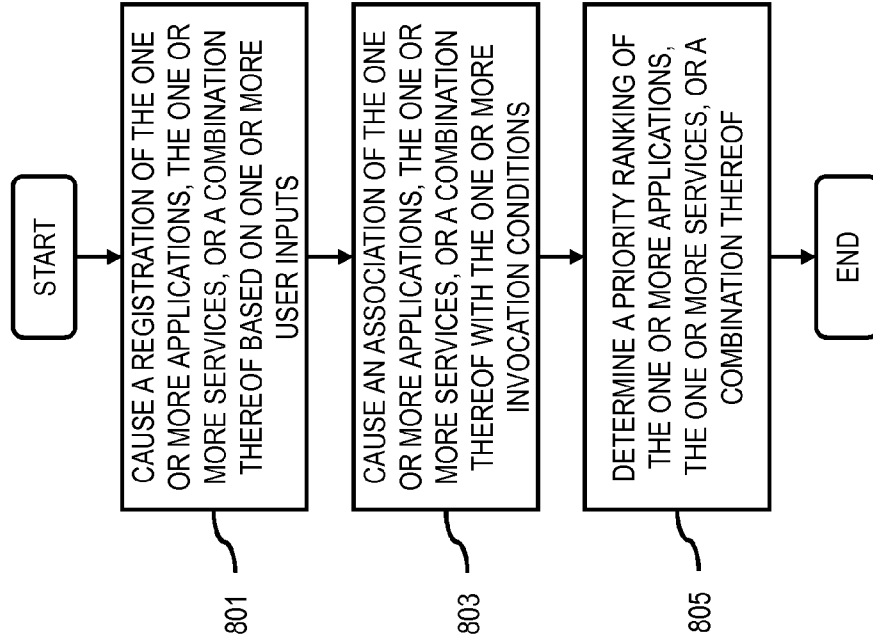 START
801
CAUSE A REGISTRATION OF THE ONE
OR MORE APPLICATIONS, THE ONE OR
MORE SERVICES, OR A COMBINATION
THEREOF BASED ON ONE OR MORE
USER INPUTS
803
CAUSE AN ASSOCIATION OF THE ONE
OR MORE APPLICATIONS, THE ONE OR
MORE SERVICES, OR A COMBINATION
THEREOF WITH THE ONE OR MORE
INVOCATION CONDITIONS
805
DETERMINE A PRIORITY RANKING OF
THE ONE OR MORE APPLICATIONS,
THE ONE OR MORE SERVICES, OR A
COMBINATION THEREOF
END